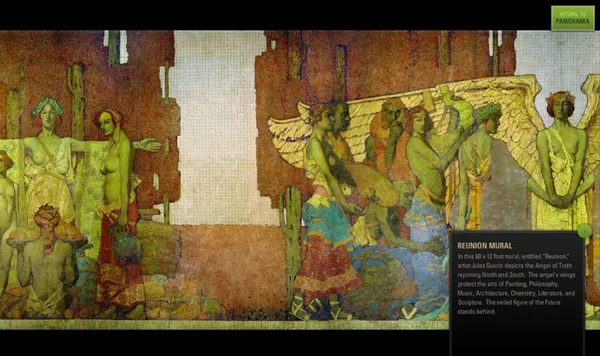 RETURN TO
PANORAMA
REUNION MURAL
In this 60 x 12 foot mural, entitled "Reunion,"
artist Jules Guerin depicts the Angel of Truth
rejoining North and South. The angel's wings
protect the arts of Painting, Philosophy,
Music, Architecture, Chemistry, Literature, and
Sculpture. The veiled figure of the Future
stands behind.